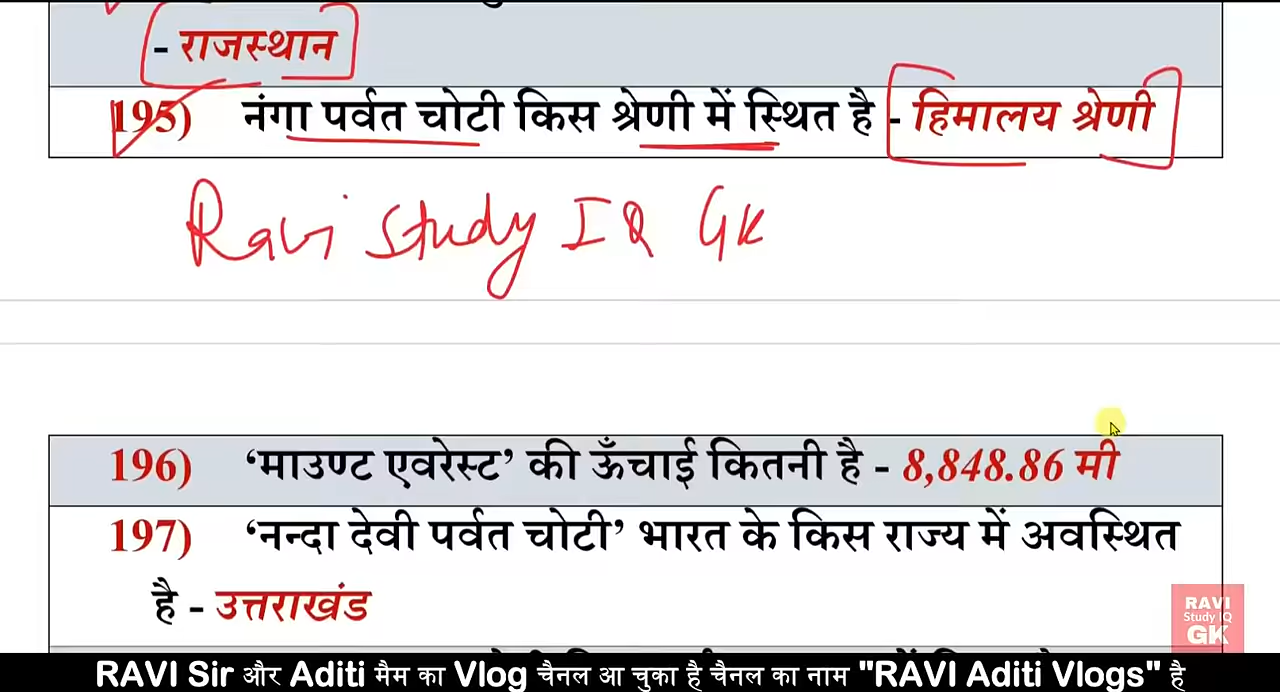 - राजस्थान
195) नंगा पर्वत चोटी किस श्रेणी में स्थित है - हिमालय श्रेणी
Ravi Study IQ GK
196) ‘माउण्ट एवरेस्ट’ की ऊँचाई कितनी है - 8,848.86 मी
197) ‘नन्दा देवी पर्वत चोटी’ भारत के किस राज्य में अवस्थित
है - उत्तराखंड
RAVI
Study IQ
GK
RAVI Sir और Aditi मैम का Vlog चैनल आ चुका है चैनल का नाम "RAVI Aditi Vlogs" है